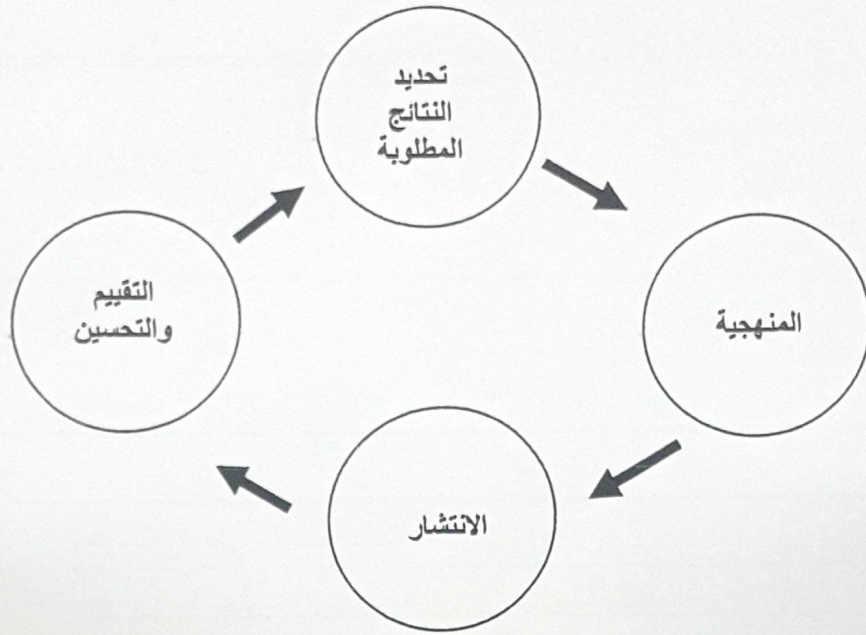 تحديد
النتائج
المطلوبة
المنهجية
الانتشار
التقييم
والتحسين